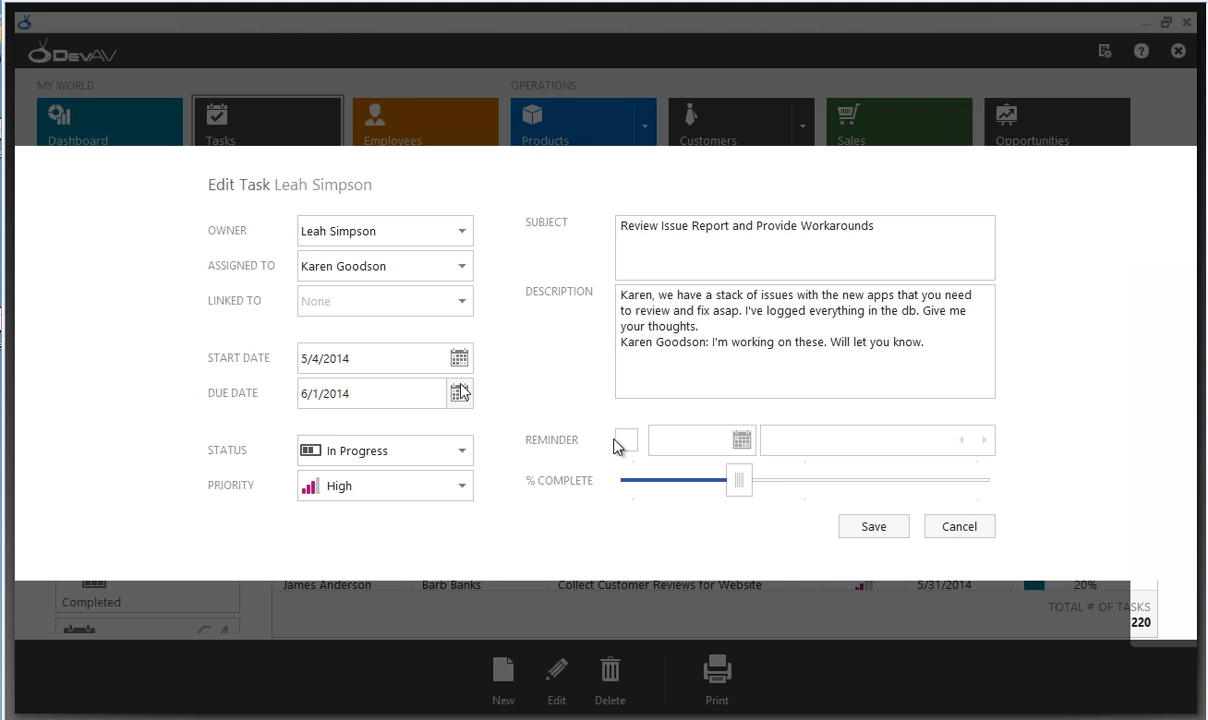 DEVAV
MY WORLD
OPERATIONS
Dashboard
Tasks
Employees
Products
Customers
Sales
Opportunities
Edit Task Leah Simpson
OWNER
Leah Simpson
ASSIGNED TO
Karen Goodson
LINKED TO
None
START DATE
5/4/2014
DUE DATE
6/1/2014
STATUS
In Progress
PRIORITY
High
SUBJECT
Review Issue Report and Provide Workarounds
DESCRIPTION
Karen, we have a stack of issues with the new apps that you need
to review and fix asap. I've logged everything in the db. Give me
your thoughts.
Karen Goodson: I'm working on these. Will let you know.
REMINDER
% COMPLETE
Save
Cancel
James Anderson
Barb Banks
Collect Customer Reviews for Website
5/31/2014
20%
Completed
TOTAL # OF TASKS
220
New
Edit
Delete
Print